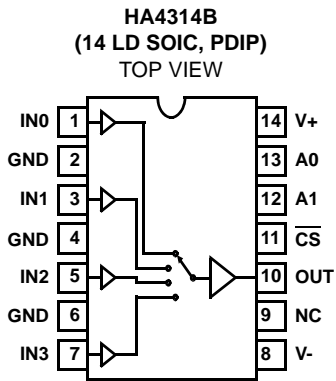 HA4314B
(14 LD SOIC, PDIP)
TOP VIEW
IN0 1 14 V+
GND 2 13 A0
IN1 3 12 A1
GND 4 11 C̅S̅
IN2 5 10 OUT
GND 6 9 NC
IN3 7 8 V-